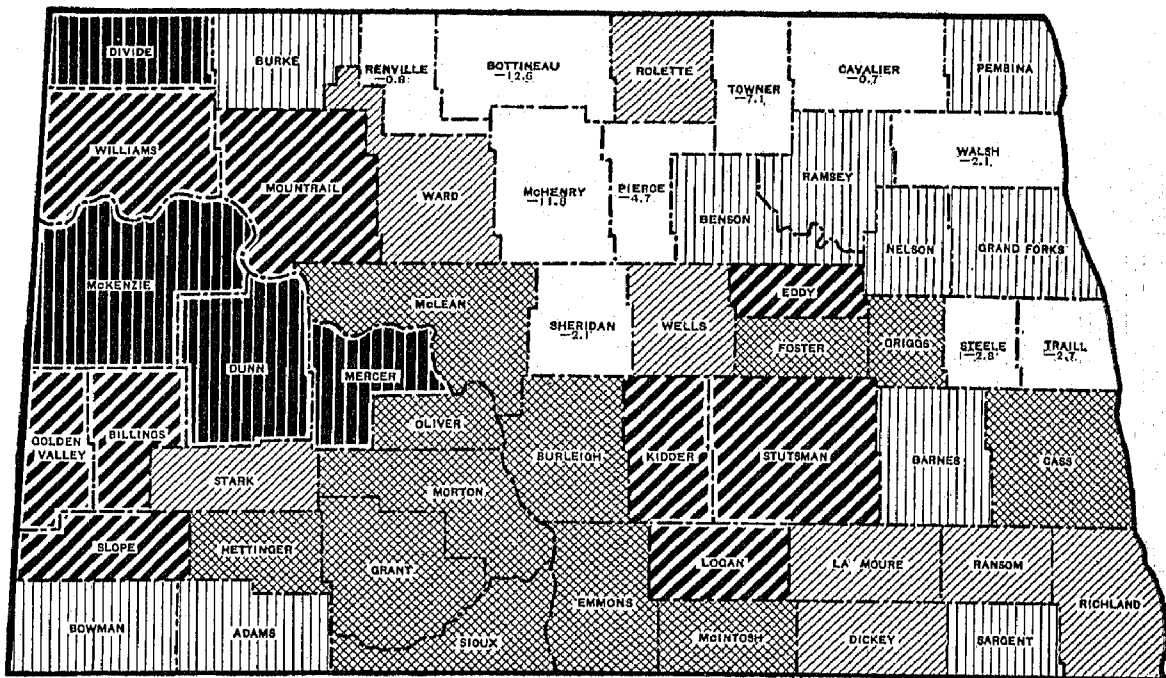 DIVIDE
BURKE
RENVILLE
—0.8
BOTTINEAU
—12.6
ROLETTE
TOWNER
—7.1
CAVALIER
—0.7
PEMBINA
WILLIAMS
MOUNTRAIL
WARD
McHENRY
—11.8
PIERCE
—4.7
BENSON
RAMSEY
WALSH
—2.1
NELSON
GRAND FORKS
McKENZIE
McLEAN
SHERIDAN
—2.1
WELLS
EDDY
FOSTER
GRIGGS
STEELE
—2.8
TRAILL
—2.7
DUNN
MERCER
OLIVER
GOLDEN
VALLEY
BILLINGS
STARK
MORTON
BURLEIGH
KIDDER
STUTSMAN
BARNES
CASS
SLOPE
HETTINGER
GRANT
EMMONS
LOGAN
LA MOURE
RANSOM
RICHLAND
BOWMAN
ADAMS
SIOUX
McINTOSH
DICKEY
SARGENT